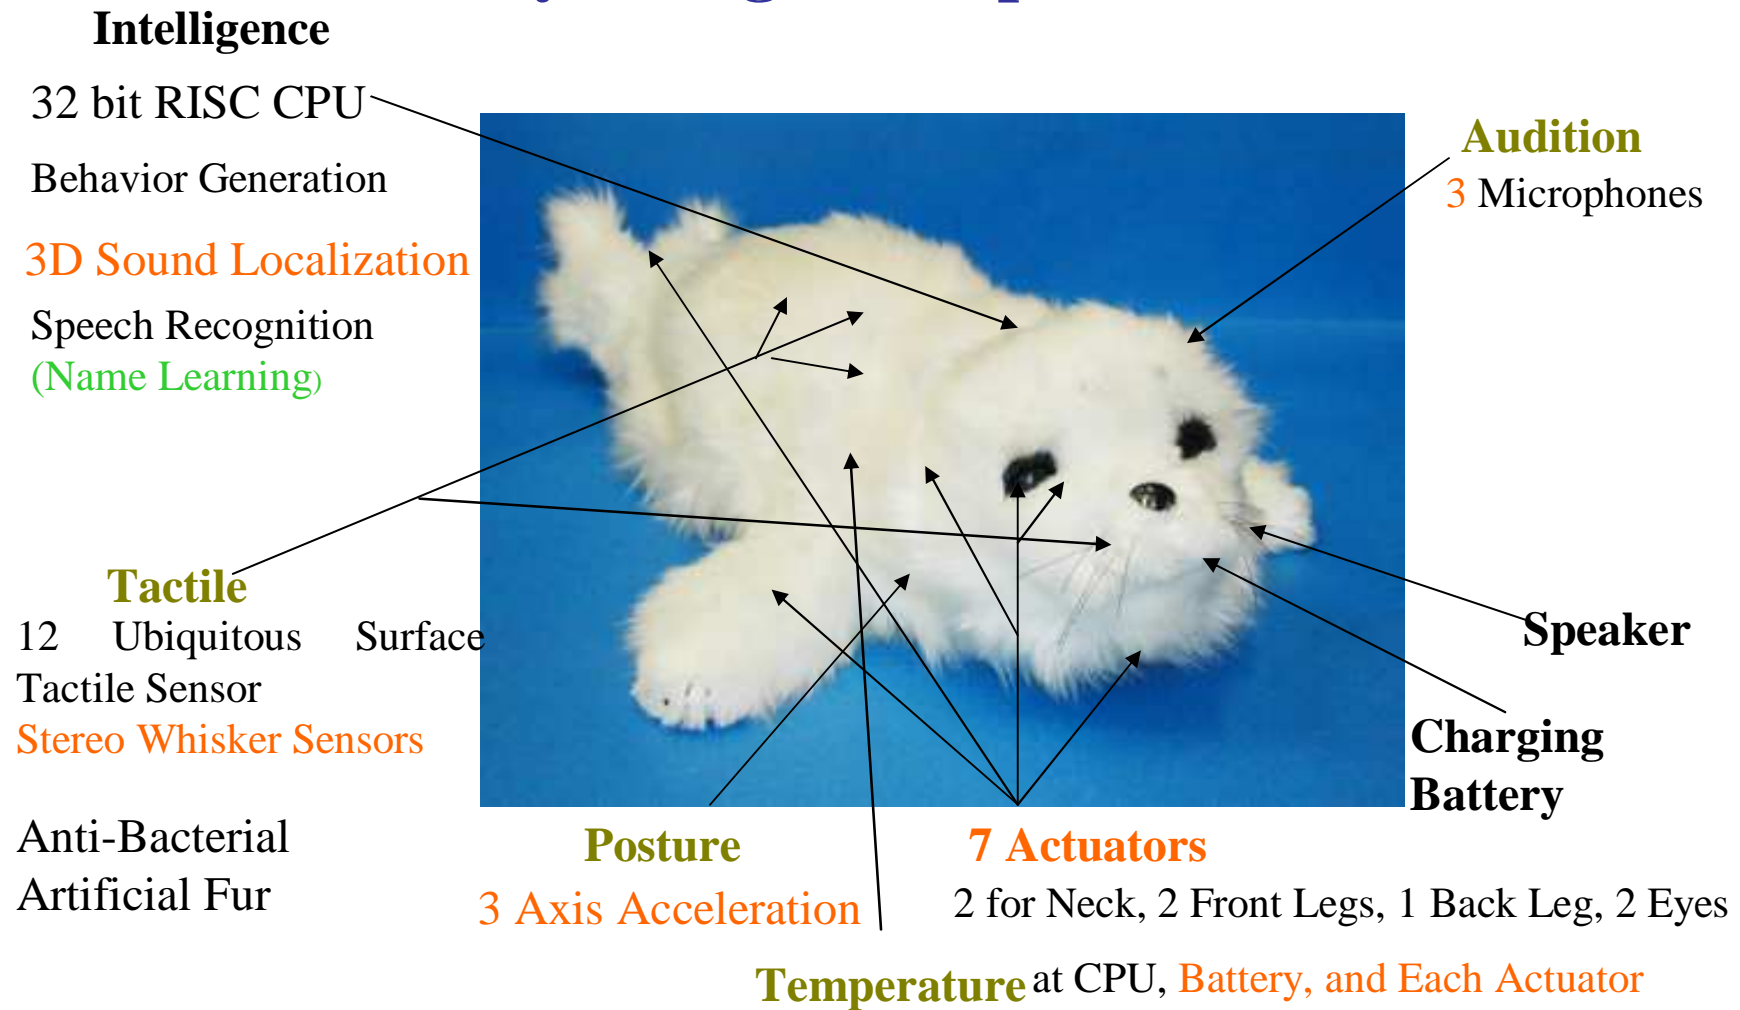 Intelligence
32 bit RISC CPU
Behavior Generation
3D Sound Localization
Speech Recognition
(Name Learning)
Audition
3 Microphones
Tactile
12 Ubiquitous Surface
Tactile Sensor
Stereo Whisker Sensors
Speaker
Charging
Battery
Anti-Bacterial
Artificial Fur
Posture
3 Axis Acceleration
7 Actuators
2 for Neck, 2 Front Legs, 1 Back Leg, 2 Eyes
Temperature at CPU, Battery, and Each Actuator